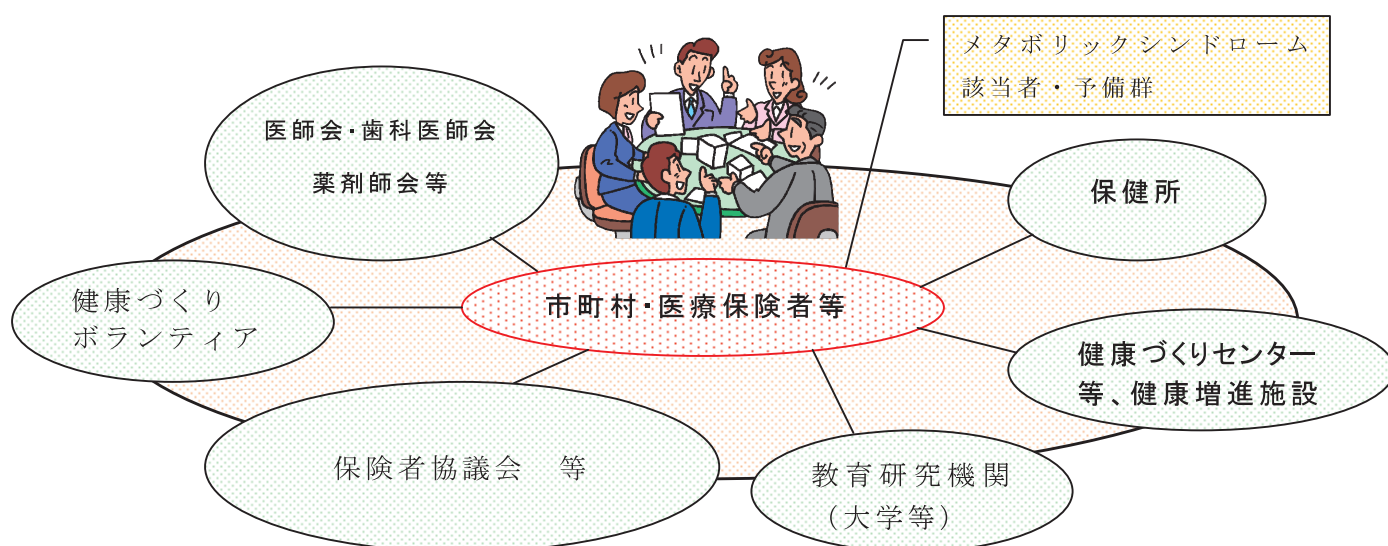 メタボリックシンドローム
該当者・予備群
医師会・歯科医師会
薬剤師会等
保健所
健康づくり
ボランティア
市町村・医療保険者等
健康づくりセンター
等、健康増進施設
保険者協議会　等
教育研究機関
（大学等）